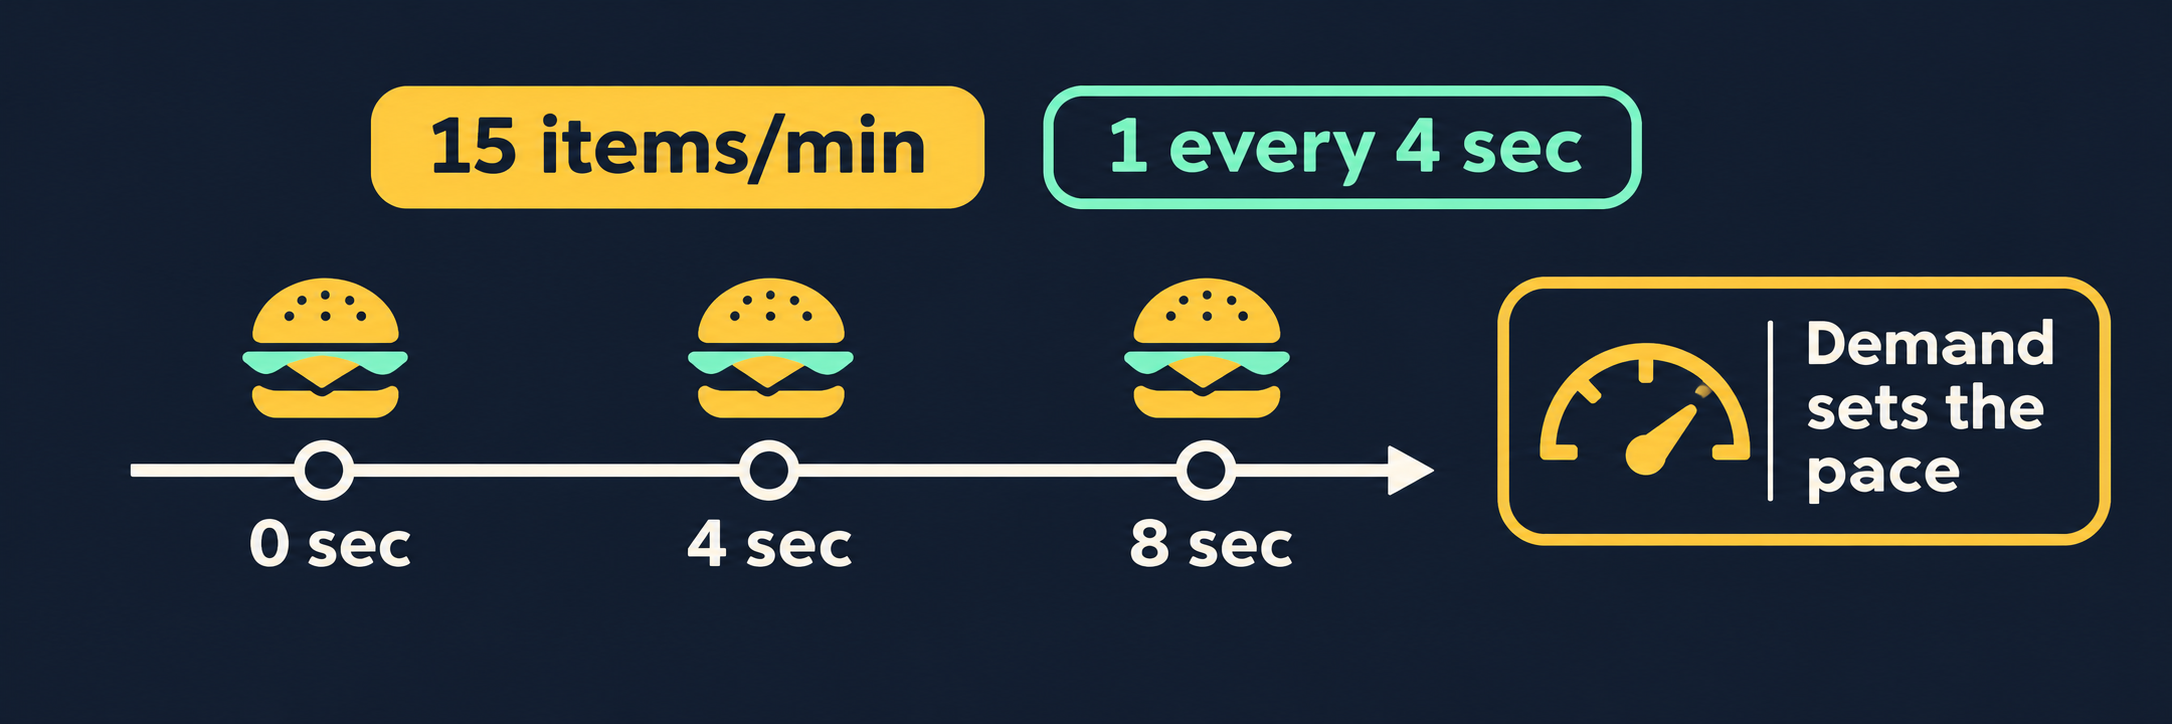 15 items/min
1 every 4 sec
0 sec
4 sec
8 sec
Demand
sets the
pace